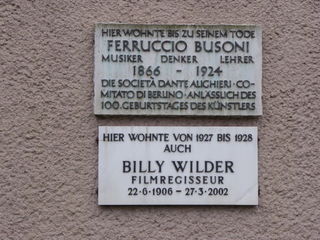 HIER WOHNTE BIS ZU SEINEM TODE
FERRUCCIO BUSONI
MUSIKER DENKER LEHRER
1866 - 1924
DIE SOCIETÀ DANTE ALIGHIERI · CO-
MITATO DI BERLINO · ANLÄSSLICH DES
100. GEBURTSTAGES DES KÜNSTLERS
HIER WOHNTE VON 1927 BIS 1928
AUCH
BILLY WILDER
FILMREGISSEUR
22·6·1906 – 27·3·2002